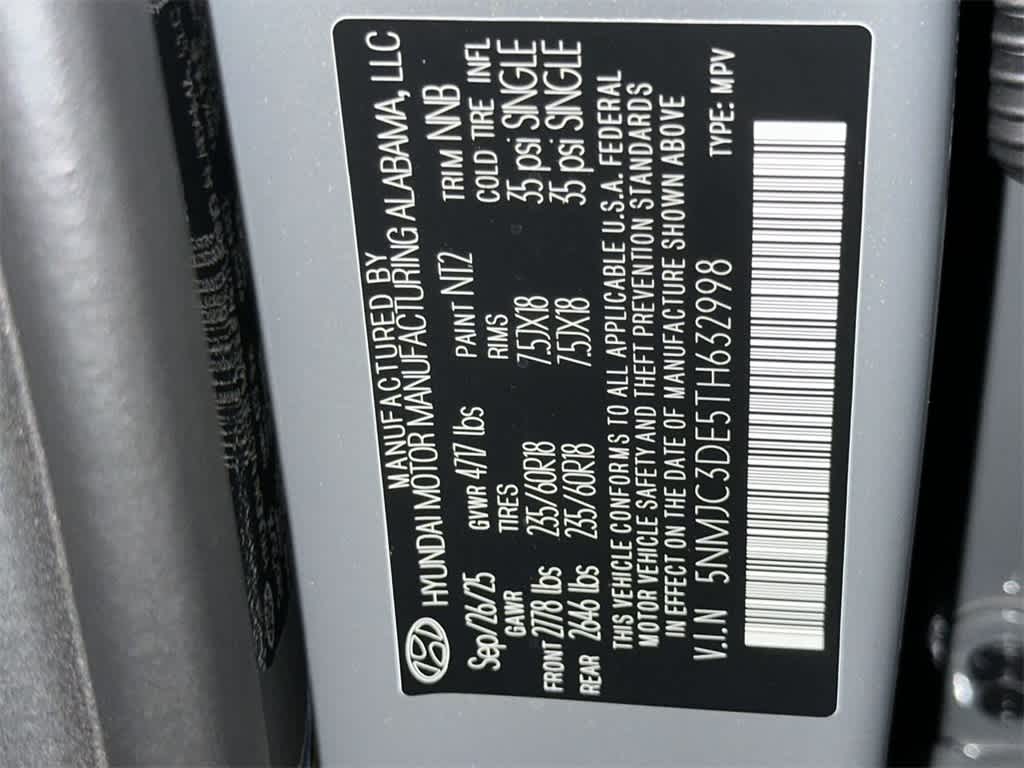 MANUFACTURED BY
HYUNDAI MOTOR MANUFACTURING ALABAMA, LLC
Sep/26/25 GVWR 4717 lbs PAINT NT2 TRIM NNB
GAWR TIRES RIMS COLD TIRE INFL
FRONT 2778 lbs 235/60R18 7.5JX18 35 psi SINGLE
REAR 2646 lbs 235/60R18 7.5JX18 35 psi SINGLE
THIS VEHICLE CONFORMS TO ALL APPLICABLE U.S.A. FEDERAL
MOTOR VEHICLE SAFETY AND THEFT PREVENTION STANDARDS
IN EFFECT ON THE DATE OF MANUFACTURE SHOWN ABOVE
V.I.N 5NMJC3DE5TH632998 TYPE: MPV